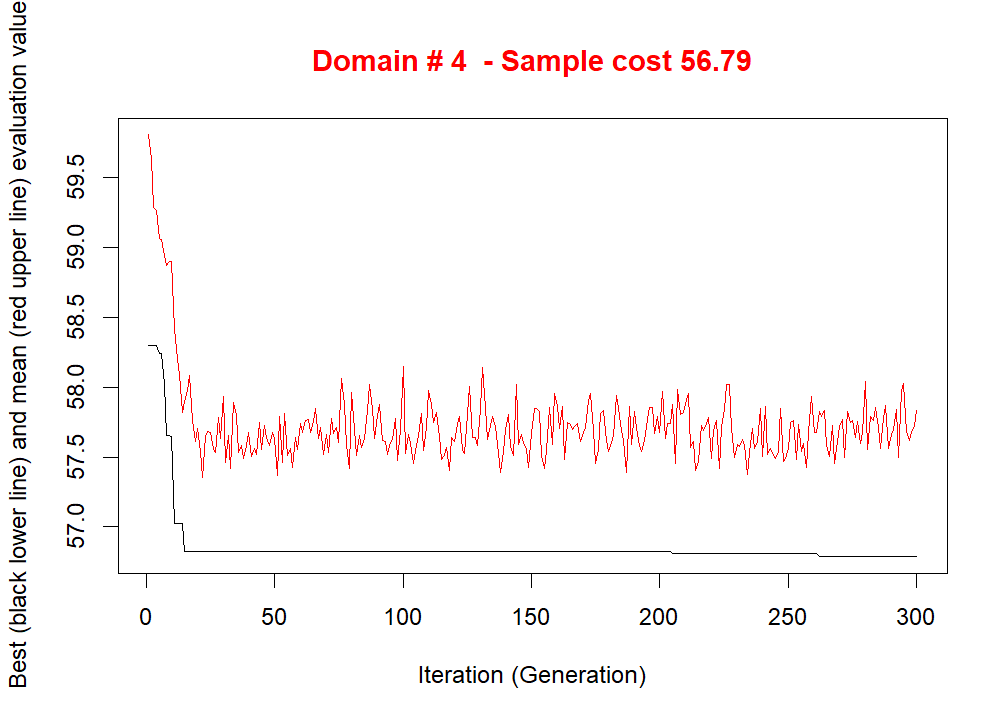 Domain # 4  - Sample cost 56.79
Best (black lower line) and mean (red upper line) evaluation value
59.5
59.0
58.5
58.0
57.5
57.0
0 50 100 150 200 250 300
Iteration (Generation)